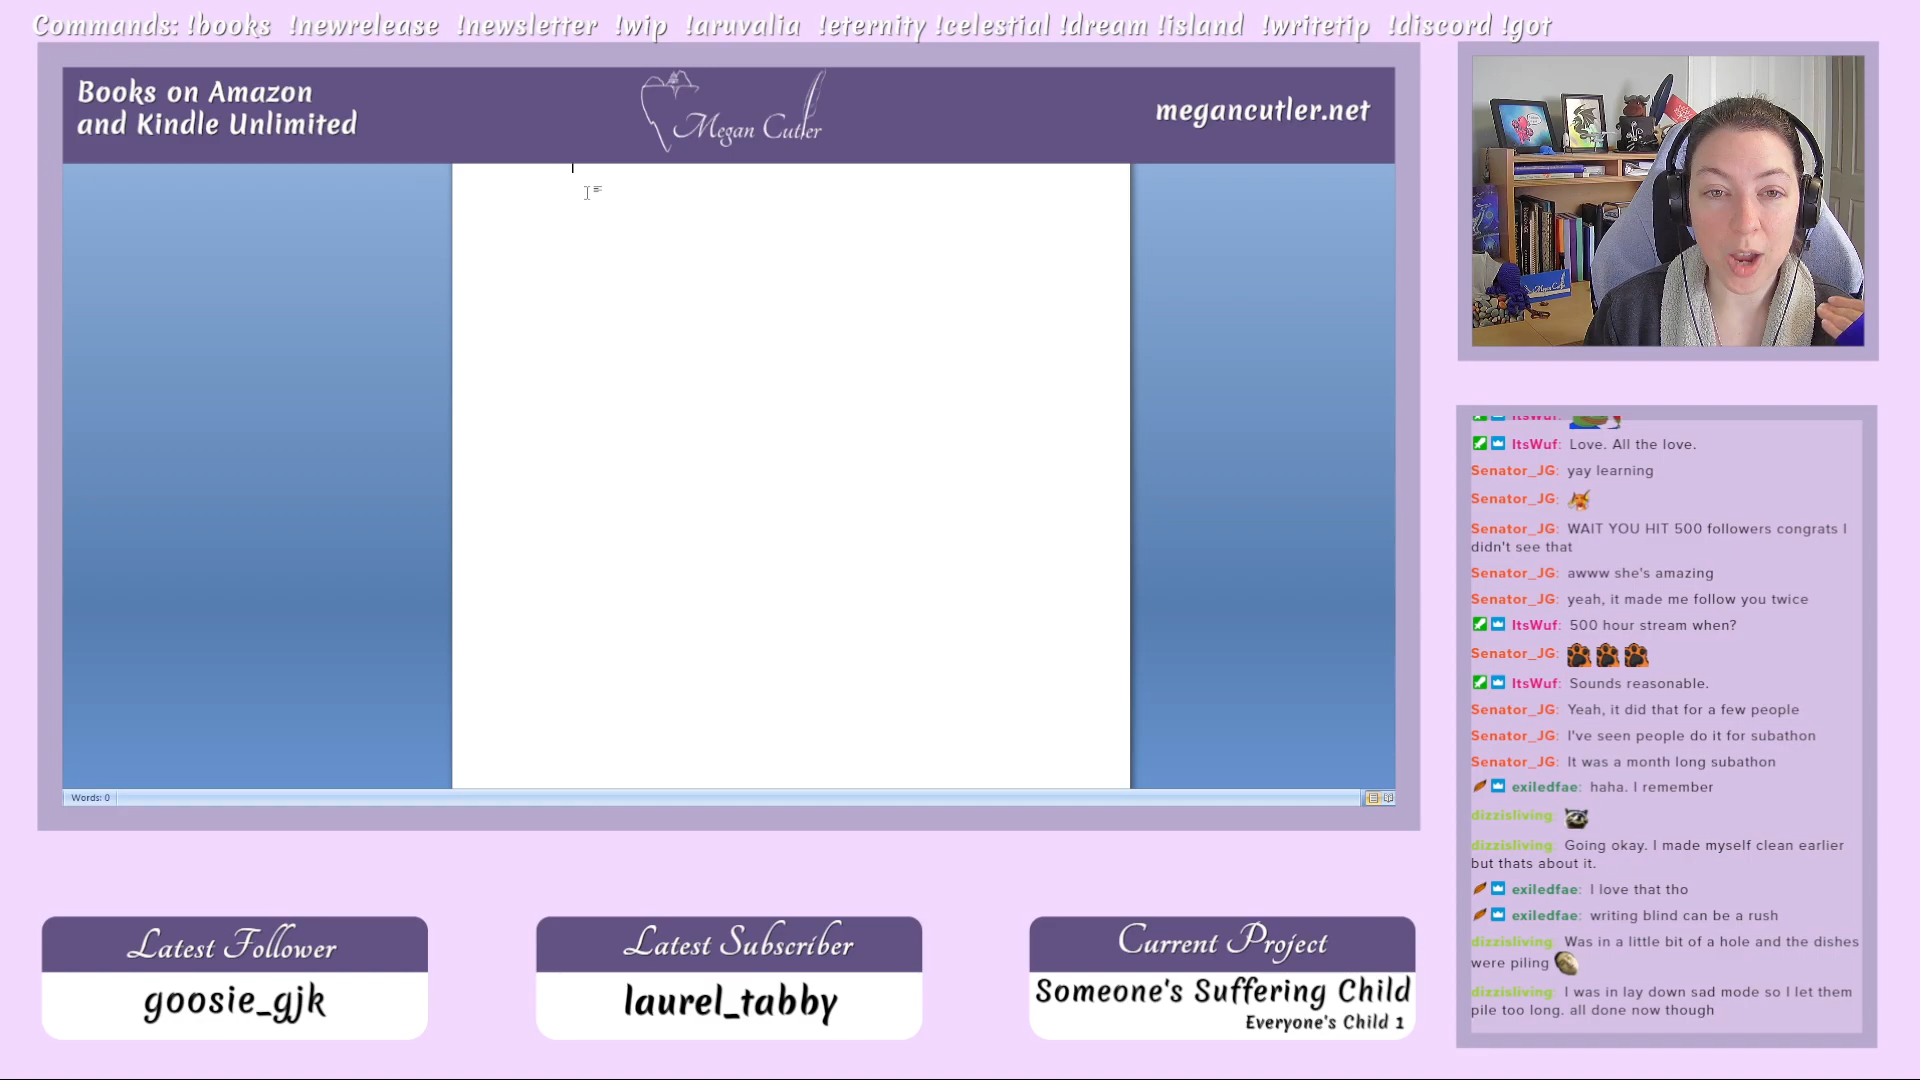 Commands: !books !newrelease !newsletter !wip !aruvalia !eternity !celestial !dream !island !writetip !discord !got
Books on Amazon
and Kindle Unlimited
Megan Cutler
megancutler.net
Words: 0
ItsWuf:
ItsWuf: Love. All the love.
Senator_JG: yay learning
Senator_JG:
Senator_JG: WAIT YOU HIT 500 followers congrats I
didn't see that
Senator_JG: awww she's amazing
Senator_JG: yeah, it made me follow you twice
ItsWuf: 500 hour stream when?
Senator_JG:
ItsWuf: Sounds reasonable.
Senator_JG: Yeah, it did that for a few people
Senator_JG: I've seen people do it for subathon
Senator_JG: It was a month long subathon
exiledfae: haha. I remember
dizzisliving:
dizzisliving: Going okay. I made myself clean earlier
but thats about it.
exiledfae: I love that tho
exiledfae: writing blind can be a rush
dizzisliving: Was in a little bit of a hole and the dishes
were piling
dizzisliving: I was in lay down sad mode so I let them
pile too long. all done now though
Latest Follower
goosie_gjk
Latest Subscriber
laurel_tabby
Current Project
Someone's Suffering Child
Everyone's Child 1